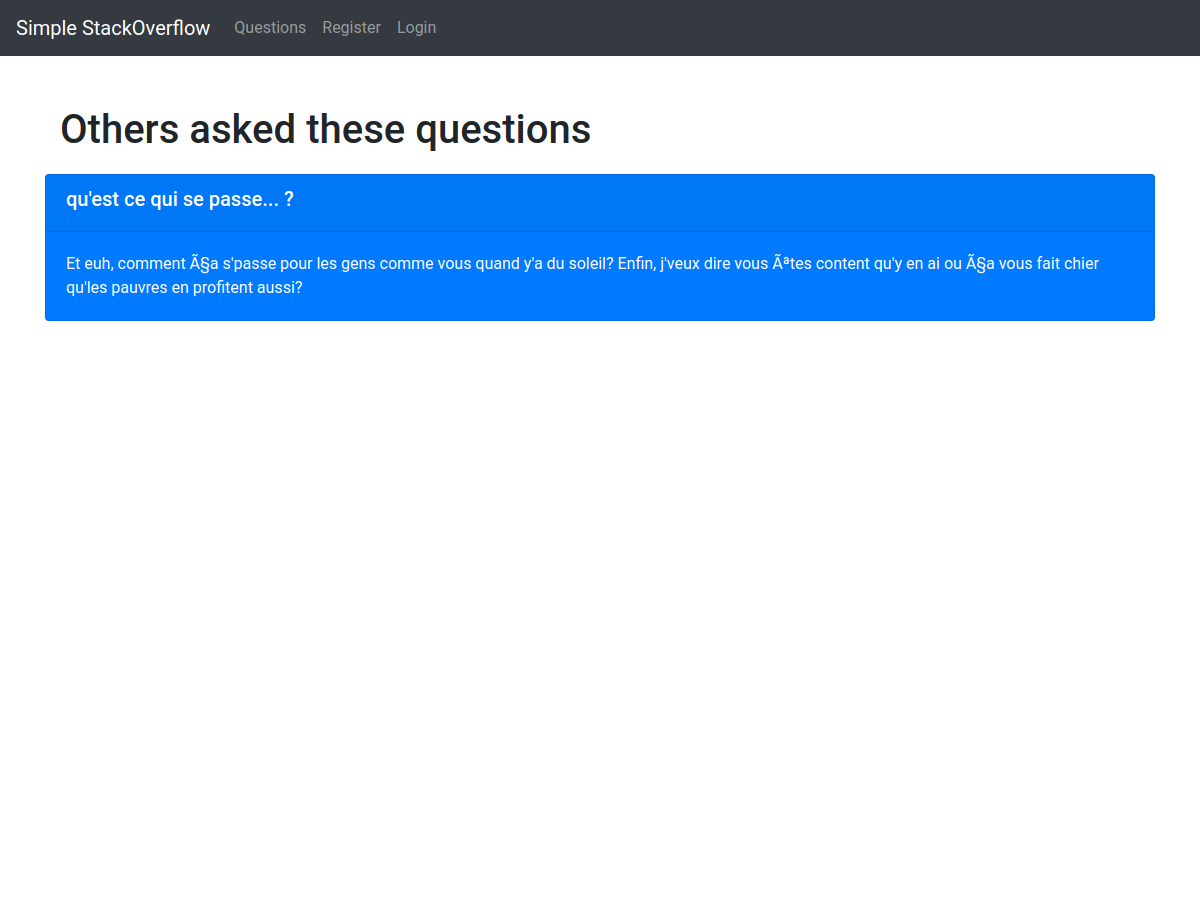 Simple StackOverflow Questions Register Login
Others asked these questions
qu'est ce qui se passe... ?
Et euh, comment Ã§a s'passe pour les gens comme vous quand y'a du soleil? Enfin, j'veux dire vous Ãªtes content qu'y en ai ou Ã§a vous fait chier
qu'les pauvres en profitent aussi?